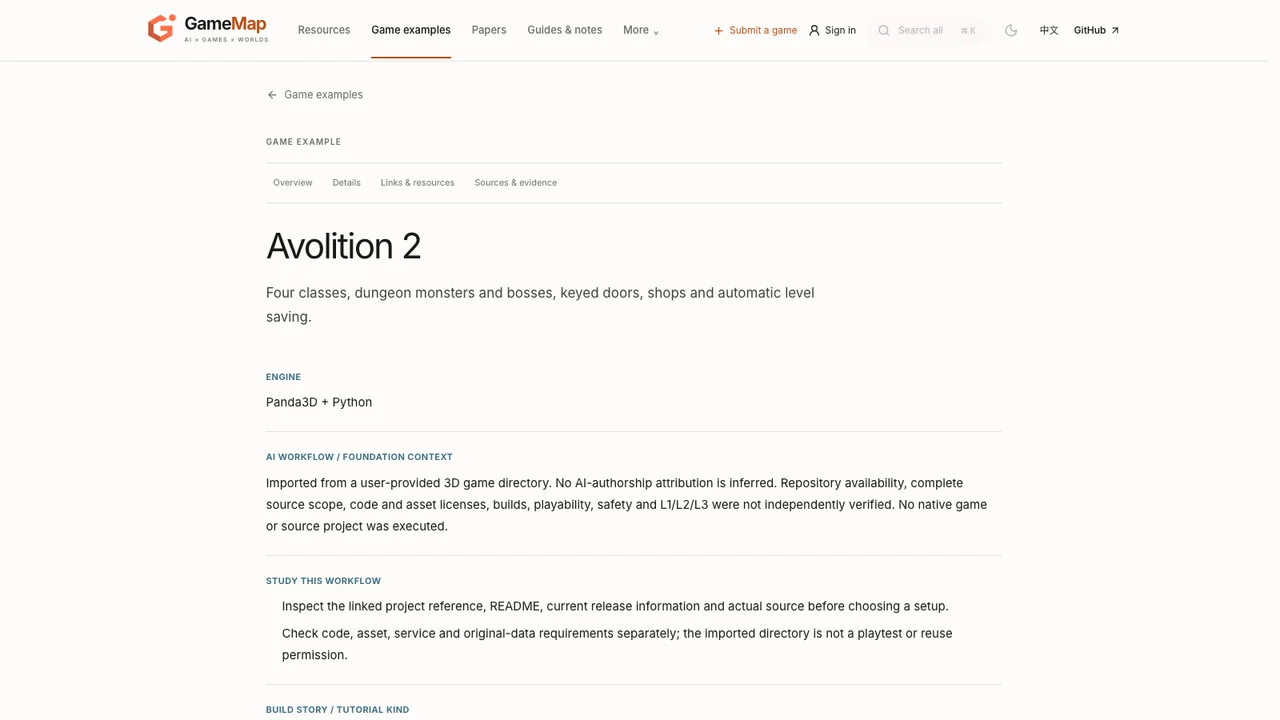 GameMap
AI × GAMES × WORLDS
Resources
Game examples
Papers
Guides & notes
More
Submit a game
Sign in
Search all
⌘ K
中文
GitHub
Game examples
GAME EXAMPLE
Overview
Details
Links & resources
Sources & evidence
Avolition 2
Four classes, dungeon monsters and bosses, keyed doors, shops and automatic level
saving.
ENGINE
Panda3D + Python
AI WORKFLOW / FOUNDATION CONTEXT
Imported from a user-provided 3D game directory. No AI-authorship attribution is inferred. Repository availability, complete
source scope, code and asset licenses, builds, playability, safety and L1/L2/L3 were not independently verified. No native game
or source project was executed.
STUDY THIS WORKFLOW
Inspect the linked project reference, README, current release information and actual source before choosing a setup.
Check code, asset, service and original-data requirements separately; the imported directory is not a playtest or reuse
permission.
BUILD STORY / TUTORIAL KIND